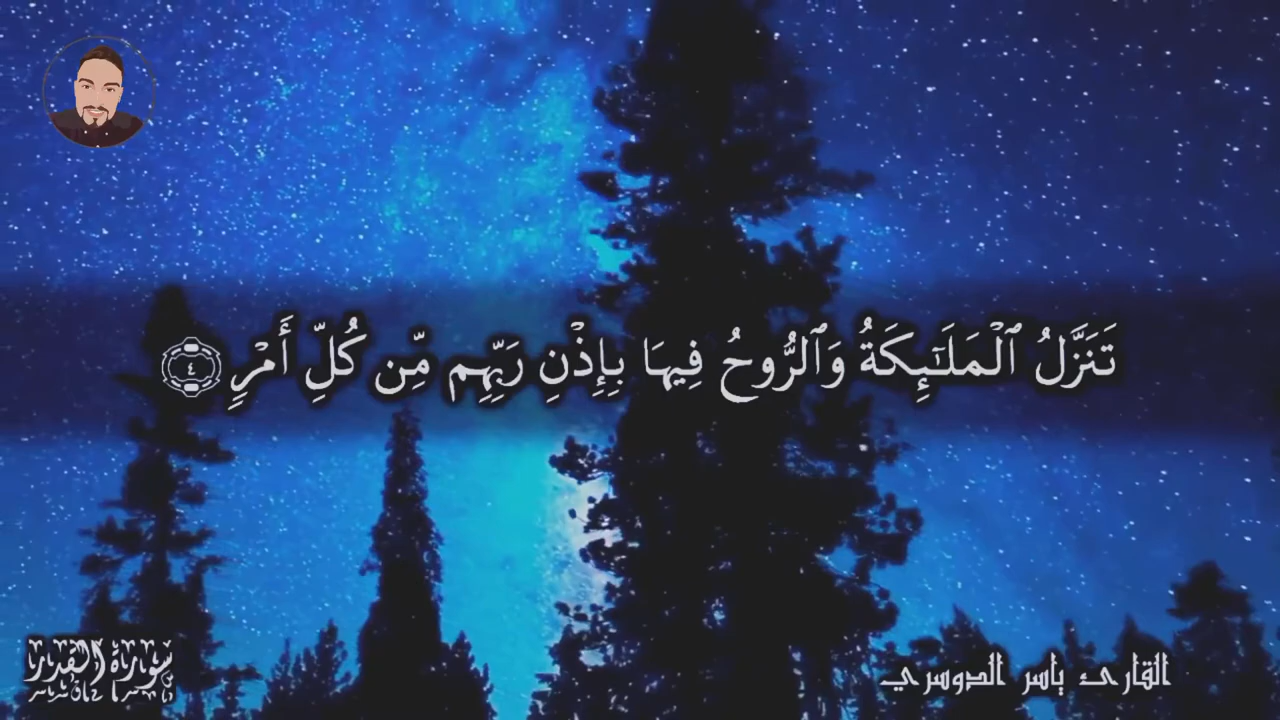 تَنَزَّلُ ٱلْمَلَـٰٓئِكَةُ وَٱلرُّوحُ فِيهَا بِإِذْنِ رَبِّهِم مِّن كُلِّ أَمْرٍۢ ٤
سورة القدر
القارئ ياسر الدوسري